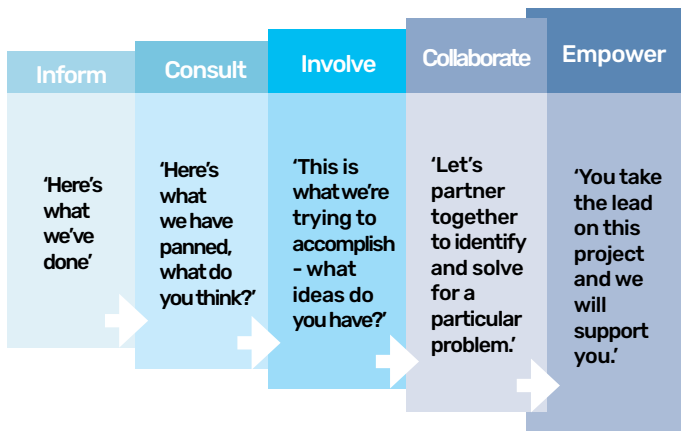 Inform
Consult
Involve
Collaborate
Empower
‘Here’s
what
we’ve
done’
‘Here’s
what
we have
panned,
what do
you think?’
‘This is
what we’re
trying to
accomplish
- what
ideas do
you have?’
‘Let’s
partner
together
to identify
and solve
for a
particular
problem.’
‘You take
the lead
on this
project
and we
will
support
you.’